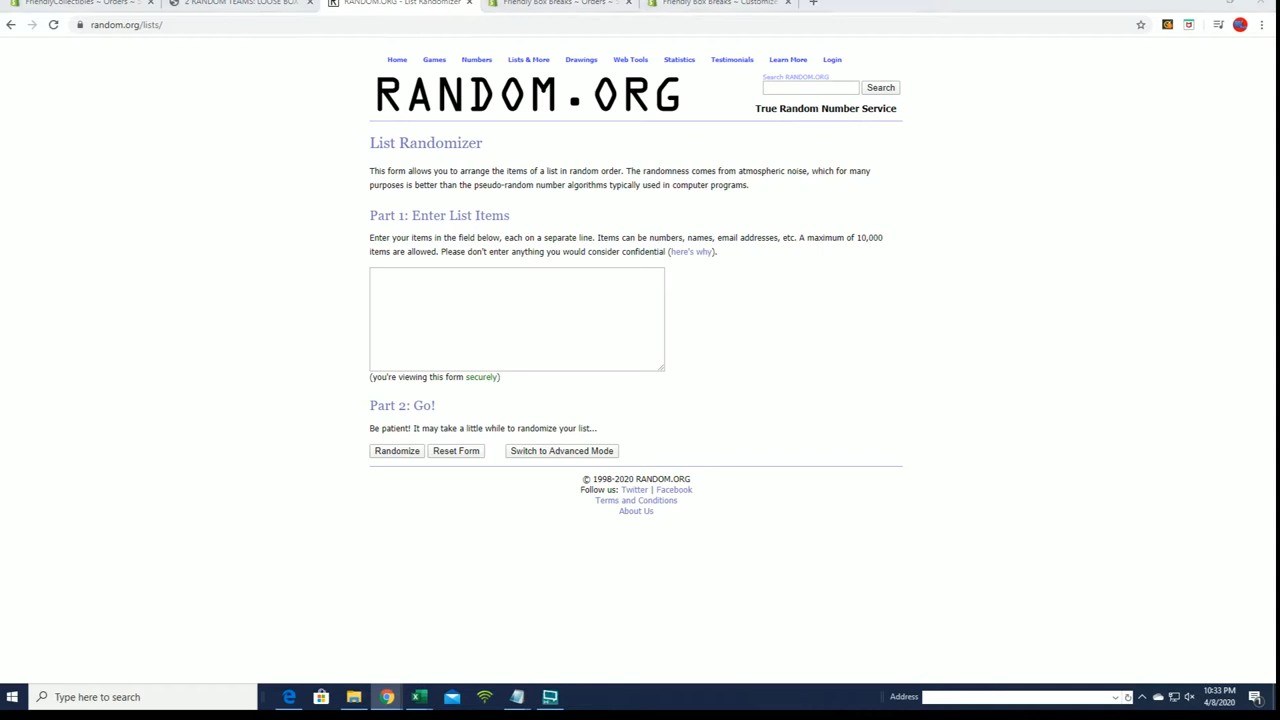 FriendlyCollectibles ~ Orders ~ S
2 RANDOM TEAMS: LOOSE BOX
RANDOM.ORG - List Randomizer
Friendly Box Breaks ~ Orders ~ S
Friendly Box Breaks ~ Customiz
random.org/lists/
Home Games Numbers Lists & More Drawings Web Tools Statistics Testimonials Learn More Login
RANDOM.ORG
Search RANDOM.ORG
Search
True Random Number Service
List Randomizer
This form allows you to arrange the items of a list in random order. The randomness comes from atmospheric noise, which for many
purposes is better than the pseudo-random number algorithms typically used in computer programs.
Part 1: Enter List Items
Enter your items in the field below, each on a separate line. Items can be numbers, names, email addresses, etc. A maximum of 10,000
items are allowed. Please don't enter anything you would consider confidential (here's why).
(you're viewing this form securely)
Part 2: Go!
Be patient! It may take a little while to randomize your list...
Randomize Reset Form Switch to Advanced Mode
© 1998-2020 RANDOM.ORG
Follow us: Twitter | Facebook
Terms and Conditions
About Us
Type here to search
Address
10:33 PM
4/8/2020